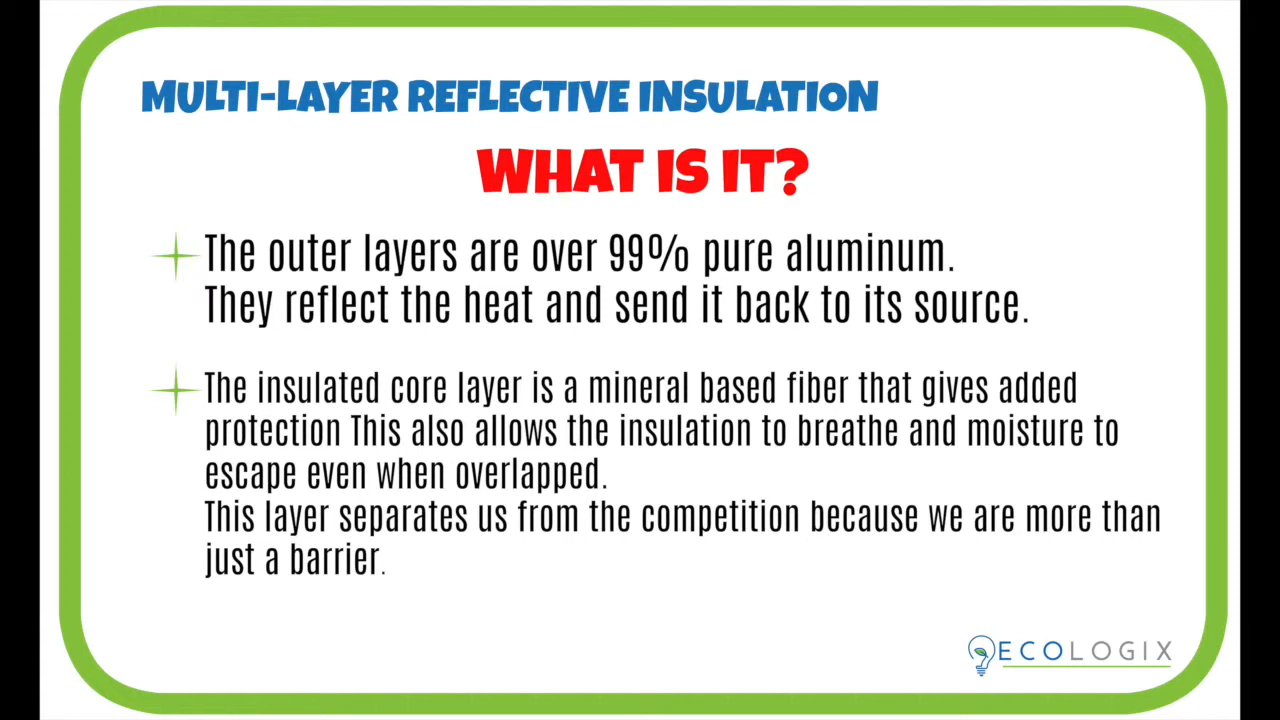 MULTI-LAYER REFLECTIVE INSULATION
WHAT IS IT?
The outer layers are over 99% pure aluminum.
They reflect the heat and send it back to its source.
The insulated core layer is a mineral based fiber that gives added
protection This also allows the insulation to breathe and moisture to
escape even when overlapped.
This layer separates us from the competition because we are more than
just a barrier.
ECOLOGIX